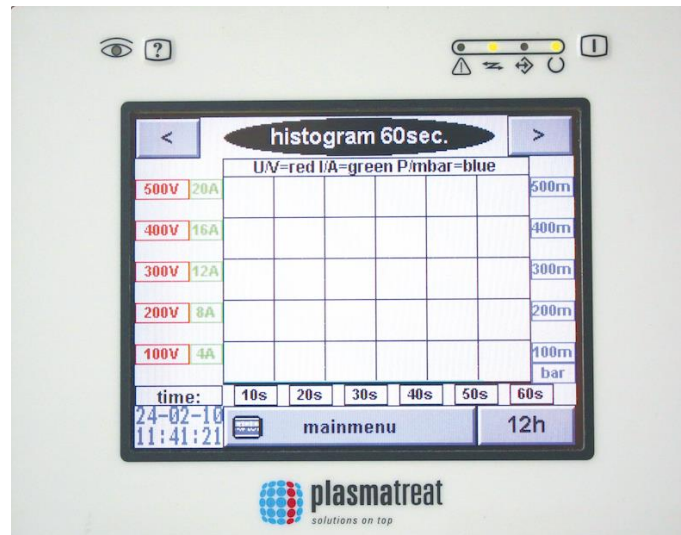 ?
< histogram 60sec. >
U/V=red I/A=green P/mbar=blue
500V 20A 500m
400V 16A 400m
300V 12A 300m
200V 8A 200m
100V 4A 100m
bar
time: 10s 20s 30s 40s 50s 60s
24-02-10
11:41:21
mainmenu
12h
plasmatreat
solutions on top